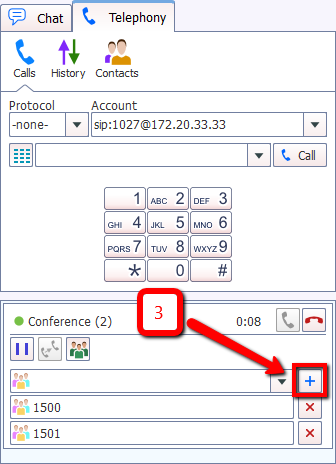 Chat Telephony
Calls History Contacts
Protocol Account
-none- sip:1027@172.20.33.33
Call
1 ABC 2 DEF 3
GHI 4 JKL 5 MNO 6
PQRS 7 TUV 8 WXYZ 9
* 0 #
3
Conference (2) 0:08
+
1500
1501